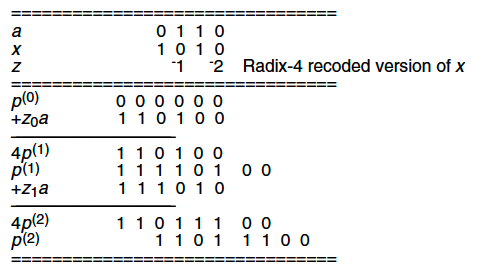 a 0 1 1 0
x 1 0 1 0
z ⁻1 ⁻2 Radix-4 recoded version of x
p(0) 0 0 0 0 0 0
+z₀a 1 1 0 1 0 0
4p(1) 1 1 0 1 0 0
p(1) 1 1 1 1 0 1 0 0
+z₁a 1 1 1 0 1 0
4p(2) 1 1 0 1 1 1 0 0
p(2) 1 1 0 1 1 1 0 0